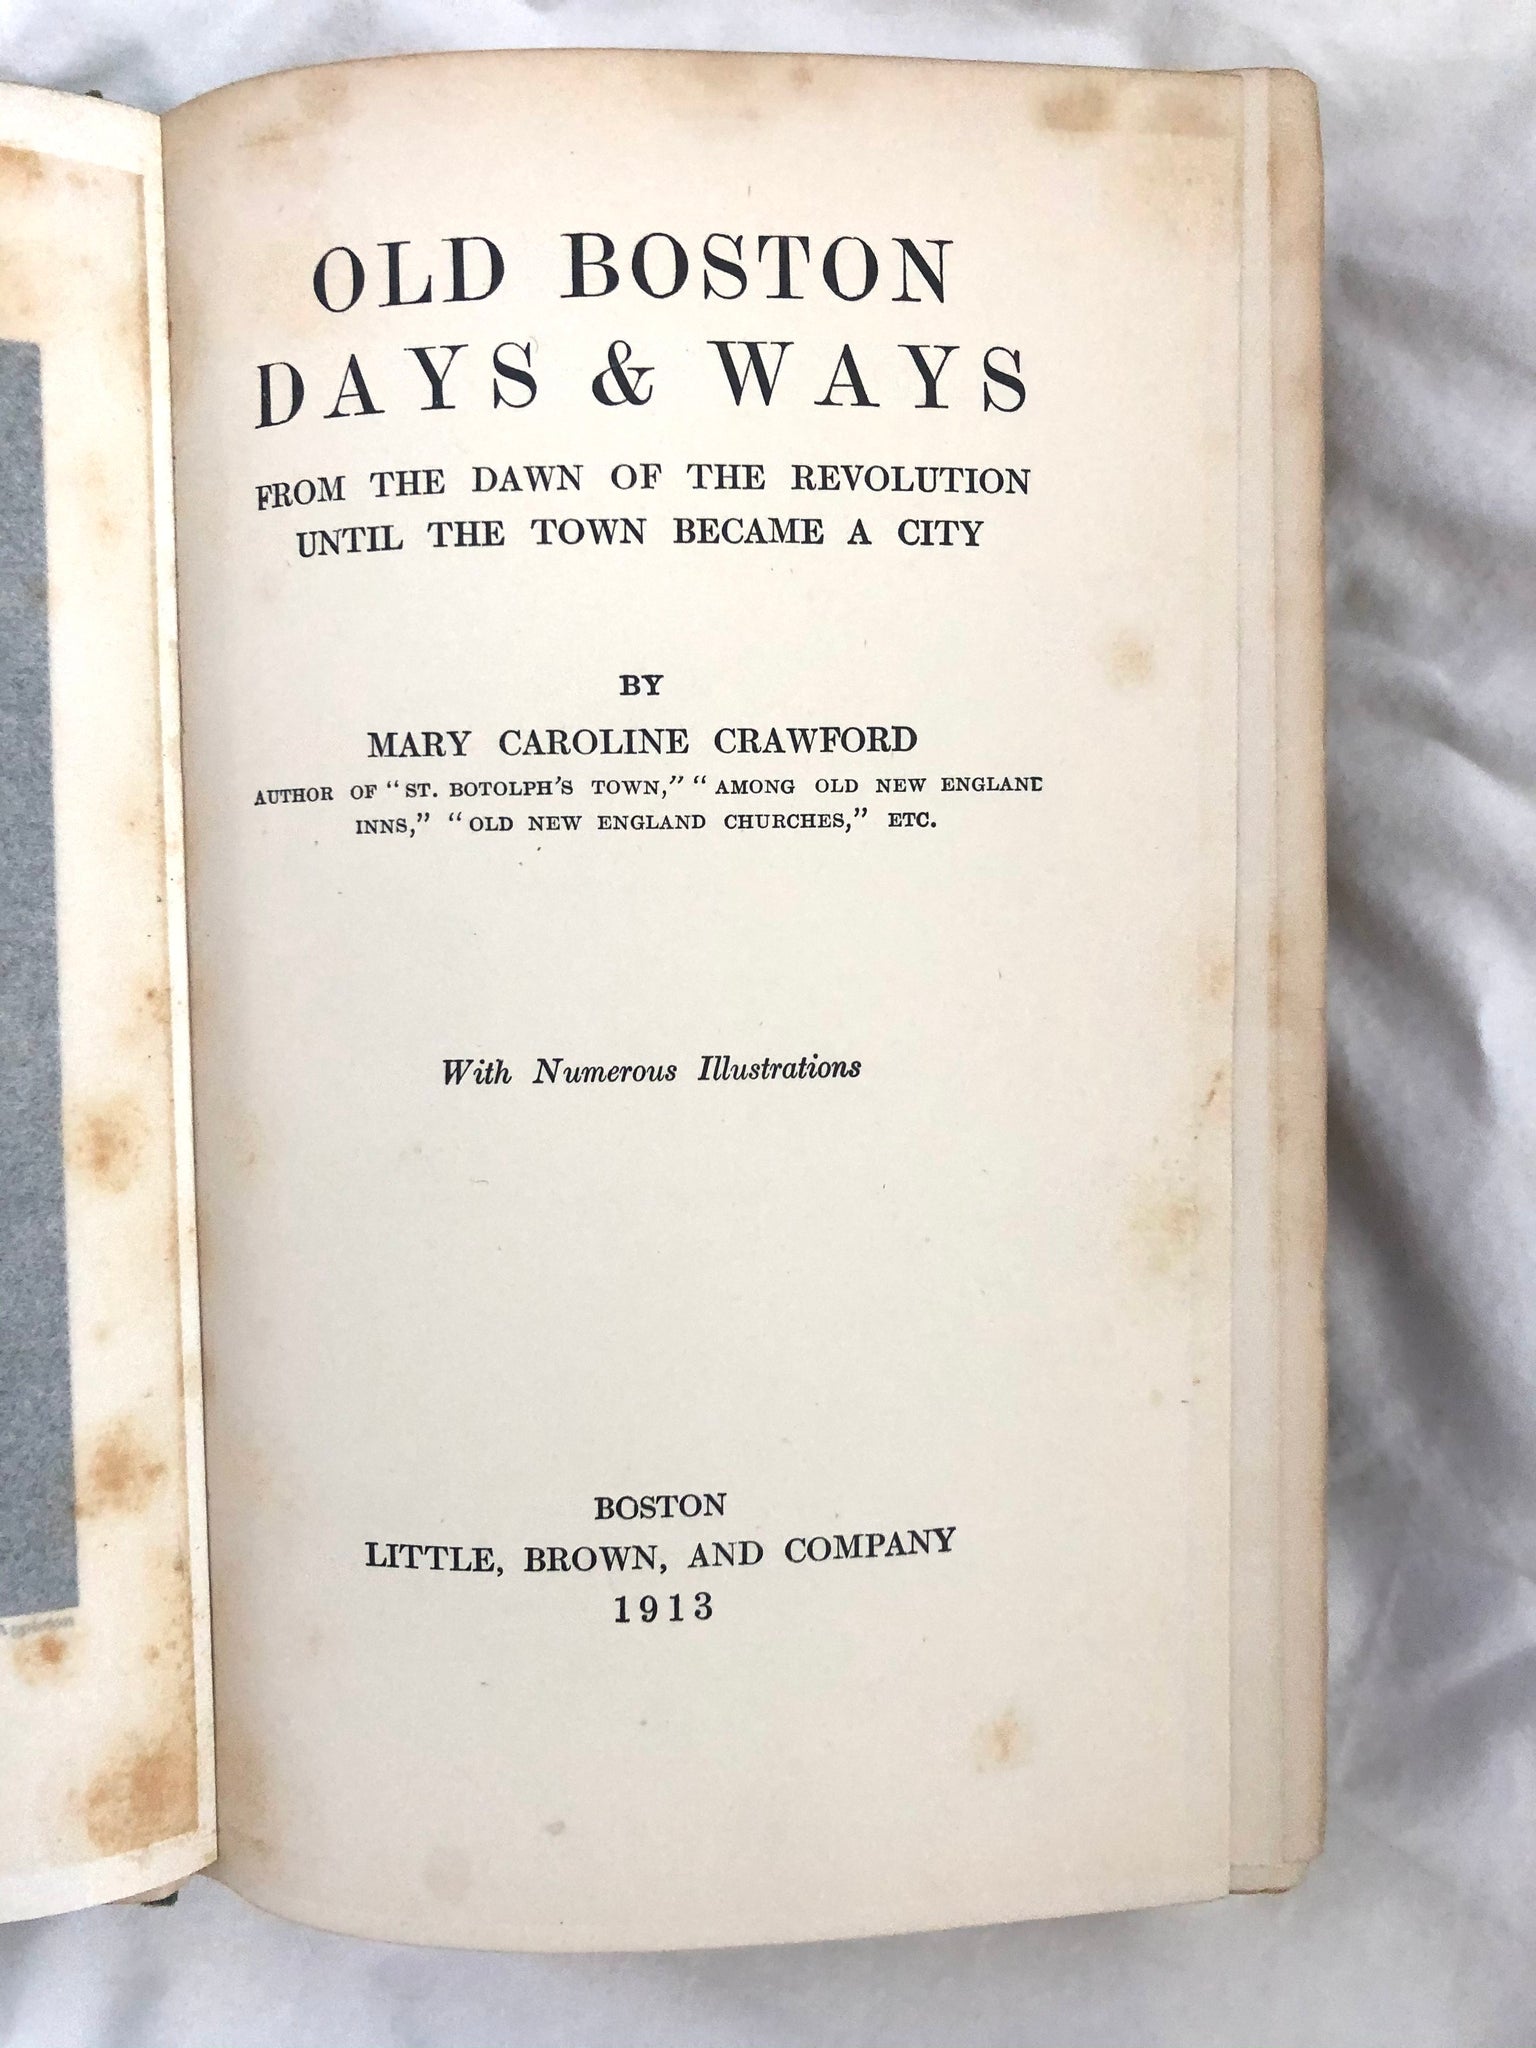 OLD BOSTON
DAYS & WAYS
FROM THE DAWN OF THE REVOLUTION
UNTIL THE TOWN BECAME A CITY
BY
MARY CAROLINE CRAWFORD
AUTHOR OF "ST. BOTOLPH'S TOWN," "AMONG OLD NEW ENGLAND
INNS," "OLD NEW ENGLAND CHURCHES," ETC.
With Numerous Illustrations
BOSTON
LITTLE, BROWN, AND COMPANY
1913